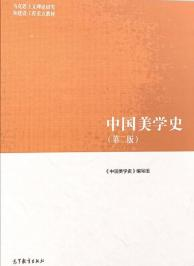 马克思主义理论研究
和建设工程重点教材
中国美学史
（第二版）
《中国美学史》编写组
高等教育出版社